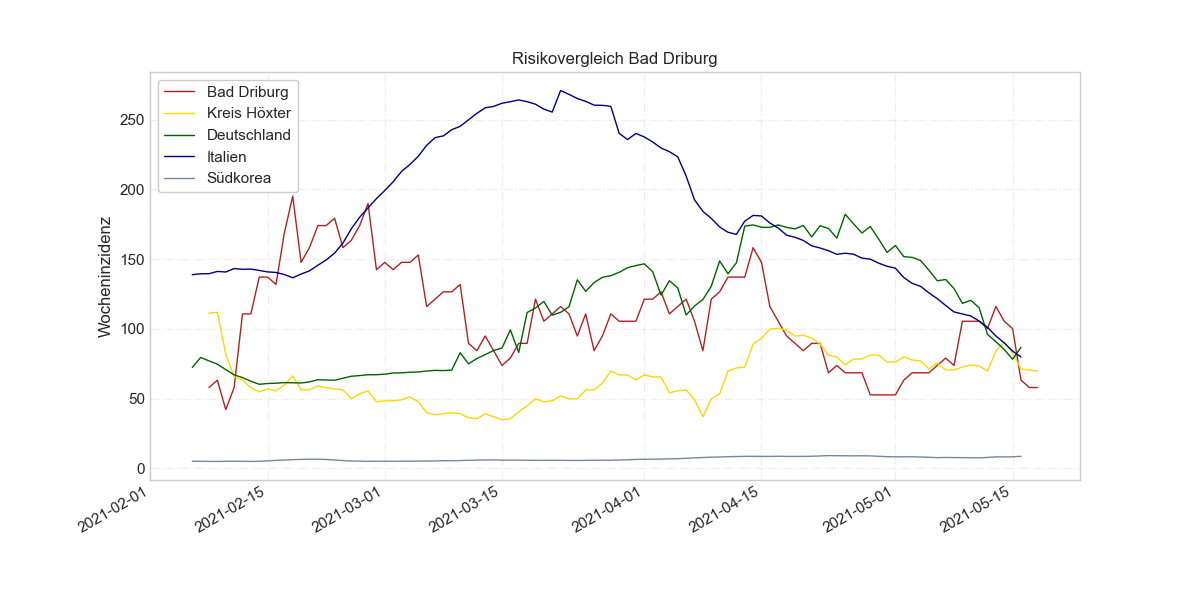 Risikovergleich Bad Driburg
Bad Driburg
Kreis Höxter
Deutschland
Italien
Südkorea
Wocheninzidenz
250
200
150
100
50
0
2021-02-01
2021-02-15
2021-03-01
2021-03-15
2021-04-01
2021-04-15
2021-05-01
2021-05-15